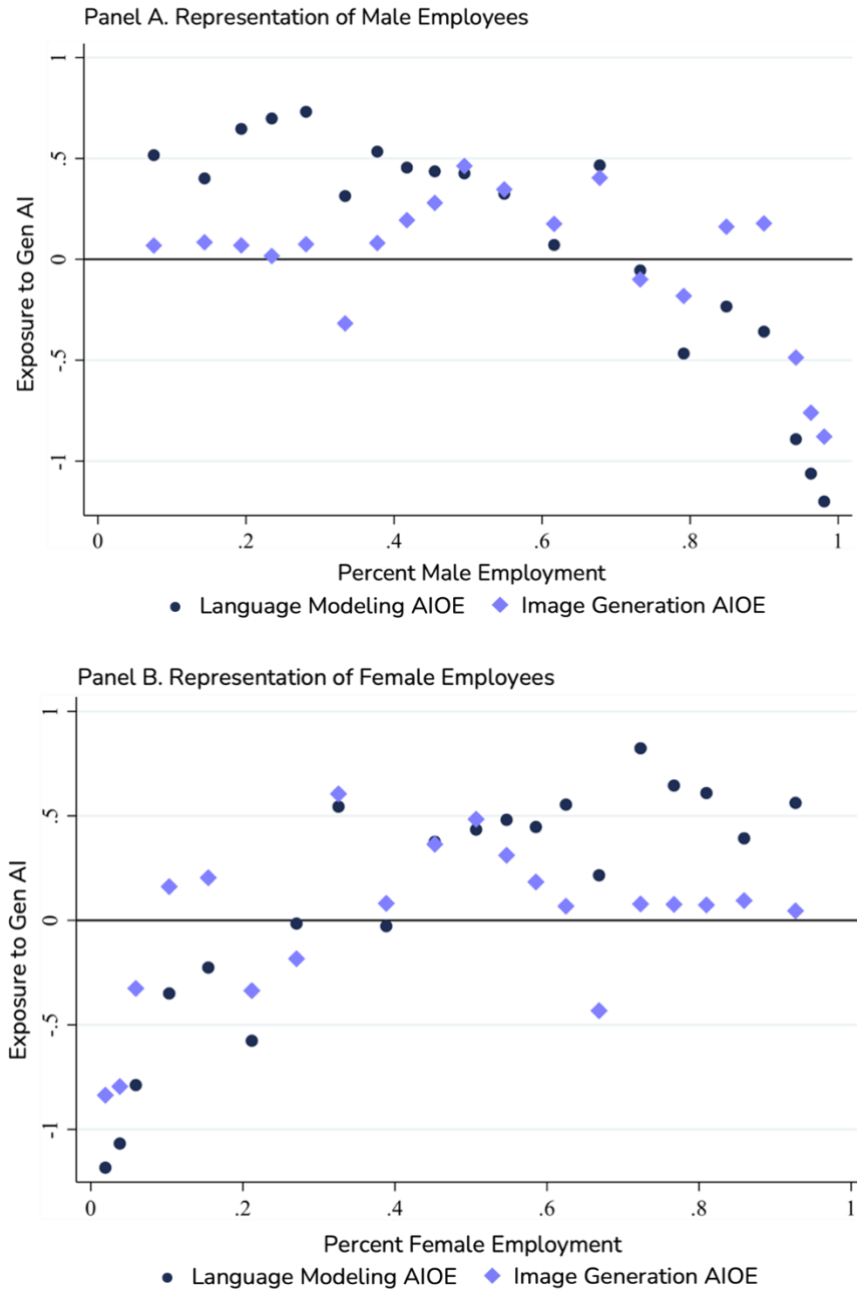 Panel A. Representation of Male Employees
1
.5
0
-.5
-1
Exposure to Gen AI
0 .2 .4 .6 .8 1
Percent Male Employment
Language Modeling AIOE Image Generation AIOE
Panel B. Representation of Female Employees
1
.5
0
-.5
-1
Exposure to Gen AI
0 .2 .4 .6 .8 1
Percent Female Employment
Language Modeling AIOE Image Generation AIOE